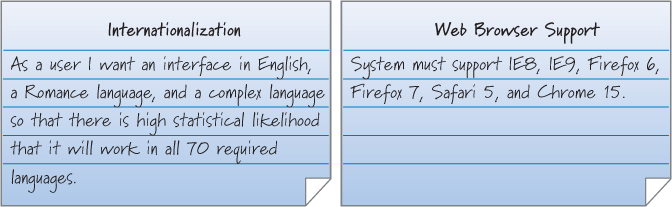 Internationalization
As a user I want an interface in English,
a Romance language, and a complex language
so that there is high statistical likelihood
that it will work in all 70 required
languages.
Web Browser Support
System must support IE8, IE9, Firefox 6,
Firefox 7, Safari 5, and Chrome 15.